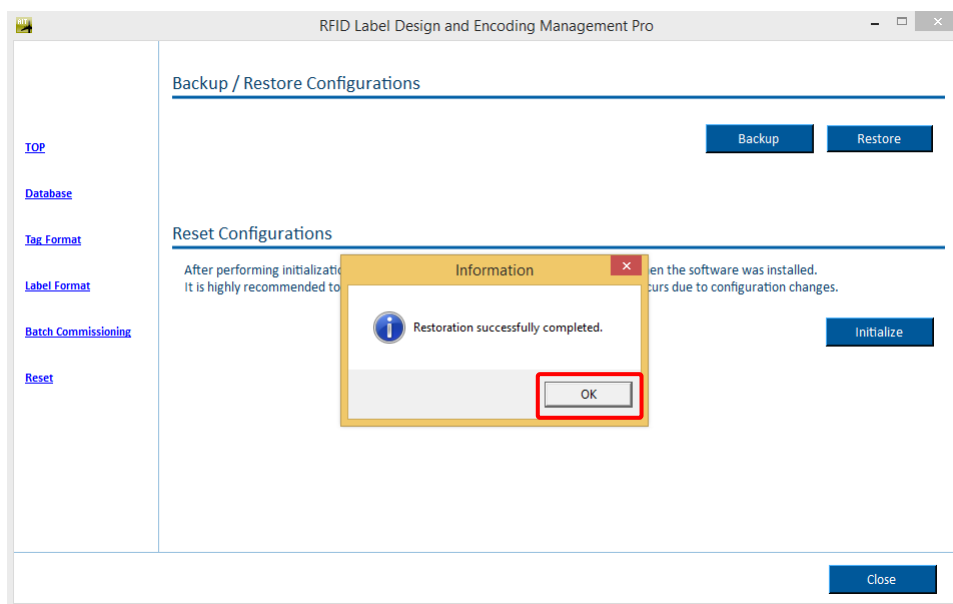 RFID Label Design and Encoding Management Pro
Backup / Restore Configurations
Backup
Restore
TOP
Database
Tag Format
Label Format
Batch Commissioning
Reset
Reset Configurations
After performing initializatio
en the software was installed.
It is highly recommended to
curs due to configuration changes.
Initialize
Information
Restoration successfully completed.
OK
Close